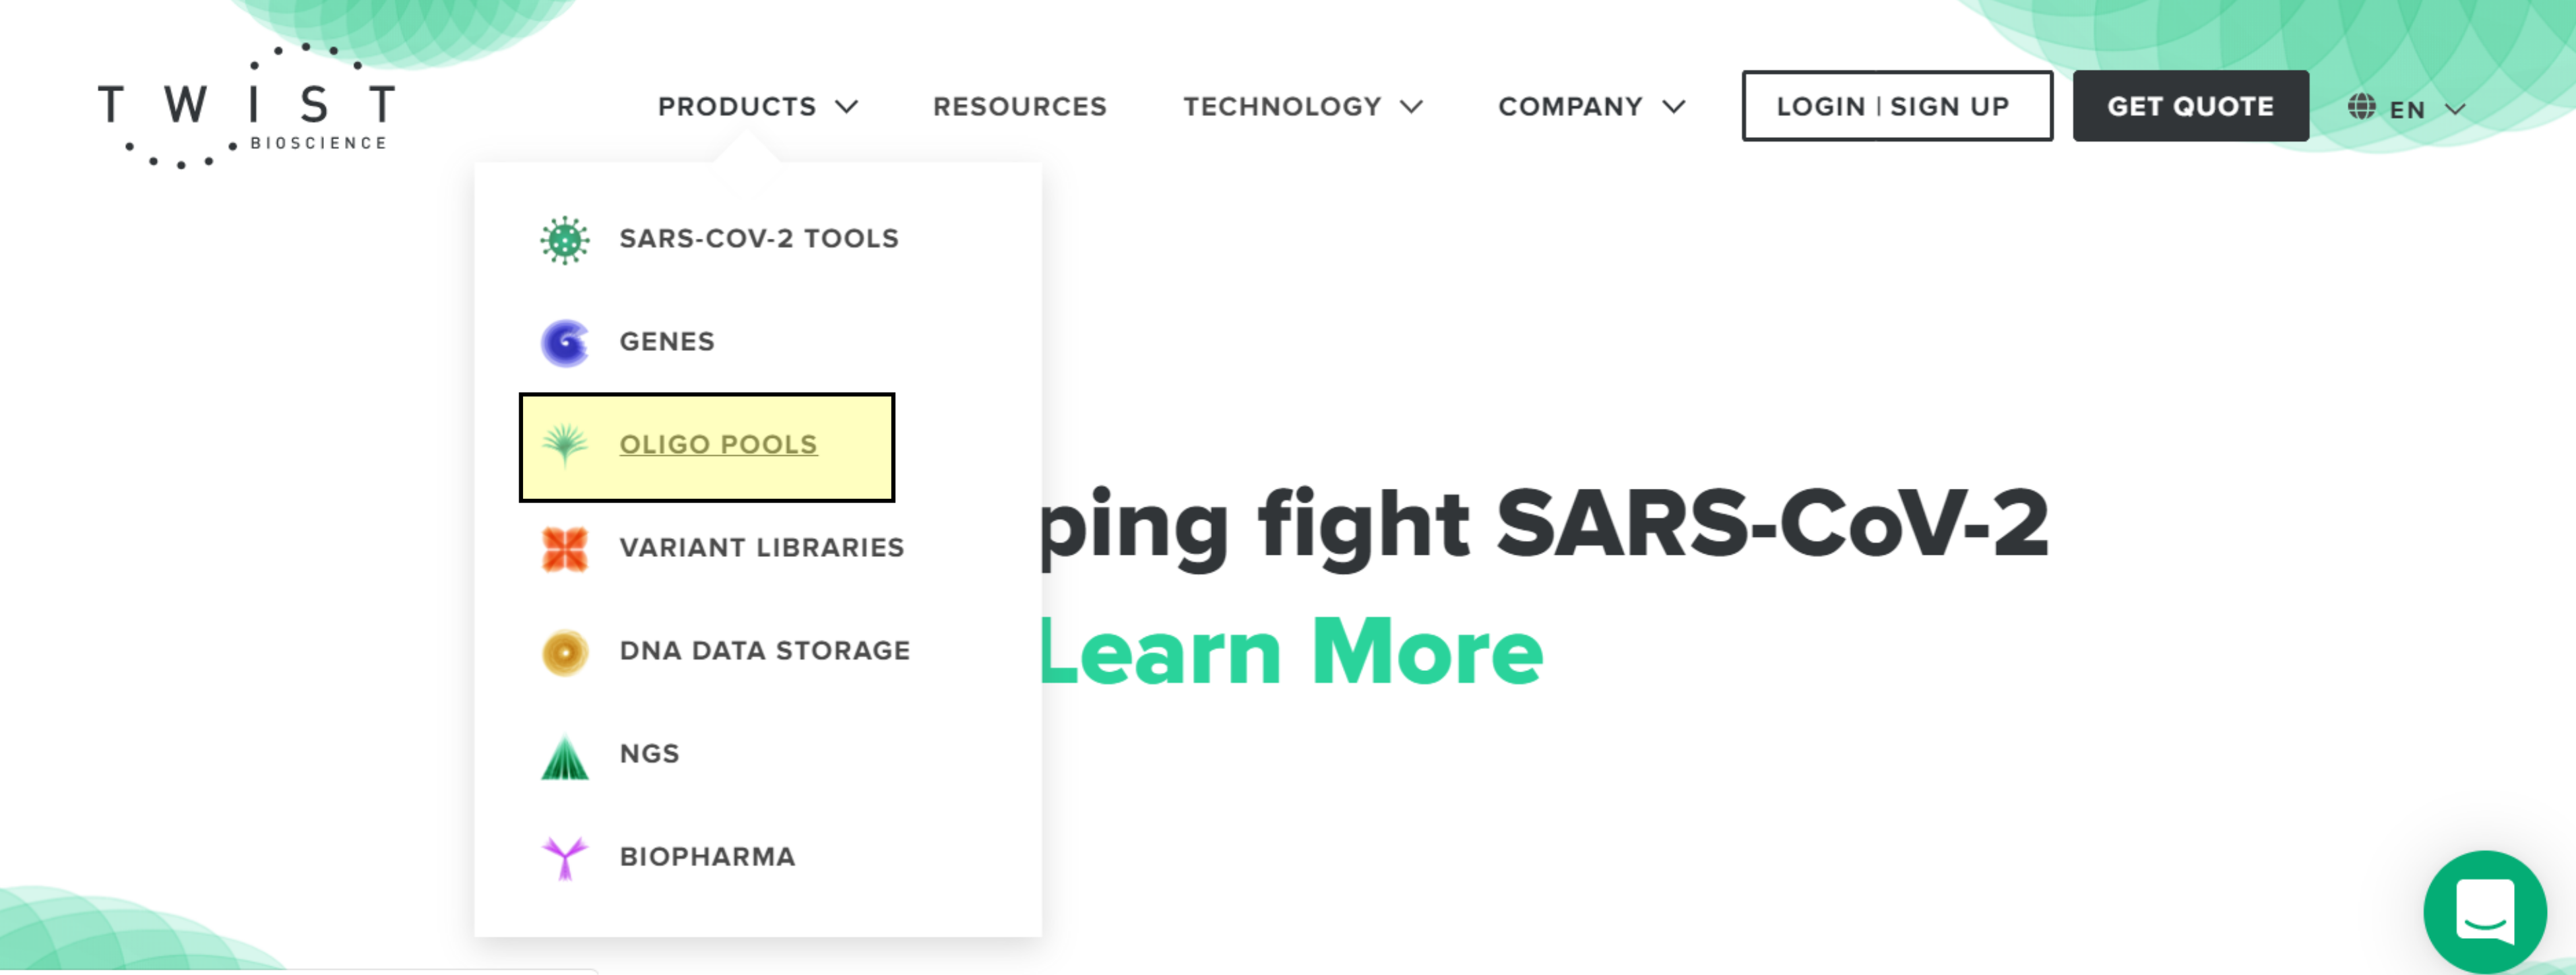 TWIST
BIOSCIENCE
PRODUCTS
RESOURCES
TECHNOLOGY
COMPANY
LOGIN | SIGN UP
GET QUOTE
EN
SARS-COV-2 TOOLS
GENES
OLIGO POOLS
VARIANT LIBRARIES
DNA DATA STORAGE
NGS
BIOPHARMA
ping fight SARS-CoV-2
Learn More